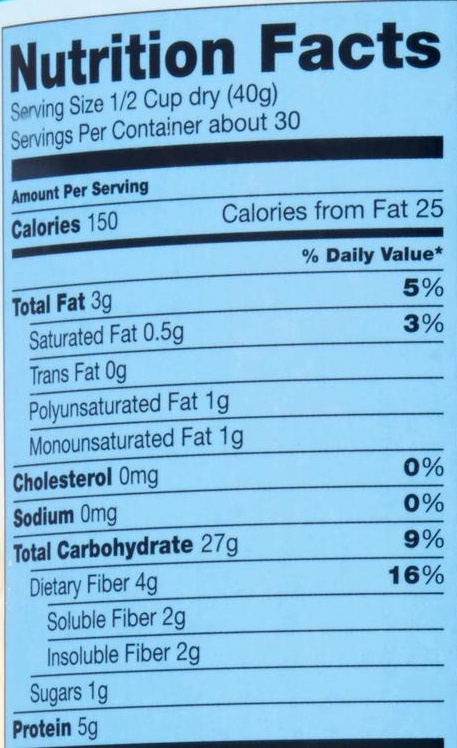 Nutrition Facts
Serving Size 1/2 Cup dry (40g)
Servings Per Container about 30
Amount Per Serving
Calories 150 Calories from Fat 25
% Daily Value*
Total Fat 3g 5%
Saturated Fat 0.5g 3%
Trans Fat 0g
Polyunsaturated Fat 1g
Monounsaturated Fat 1g
Cholesterol 0mg 0%
Sodium 0mg 0%
Total Carbohydrate 27g 9%
Dietary Fiber 4g 16%
Soluble Fiber 2g
Insoluble Fiber 2g
Sugars 1g
Protein 5g